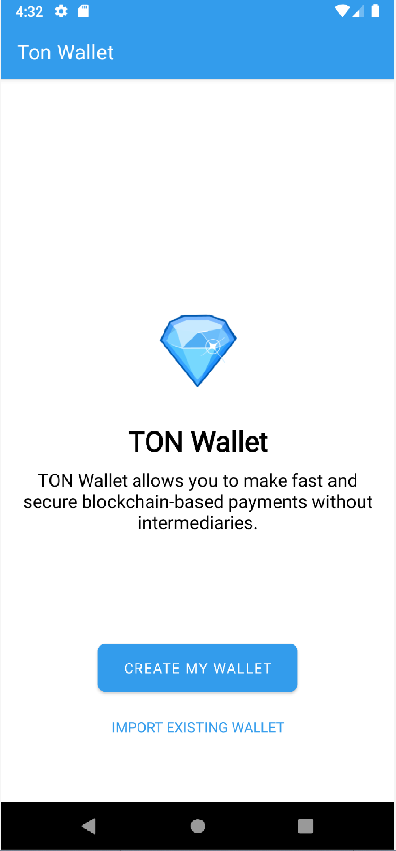 4:32
Ton Wallet
TON Wallet
TON Wallet allows you to make fast and
secure blockchain-based payments without
intermediaries.
CREATE MY WALLET
IMPORT EXISTING WALLET